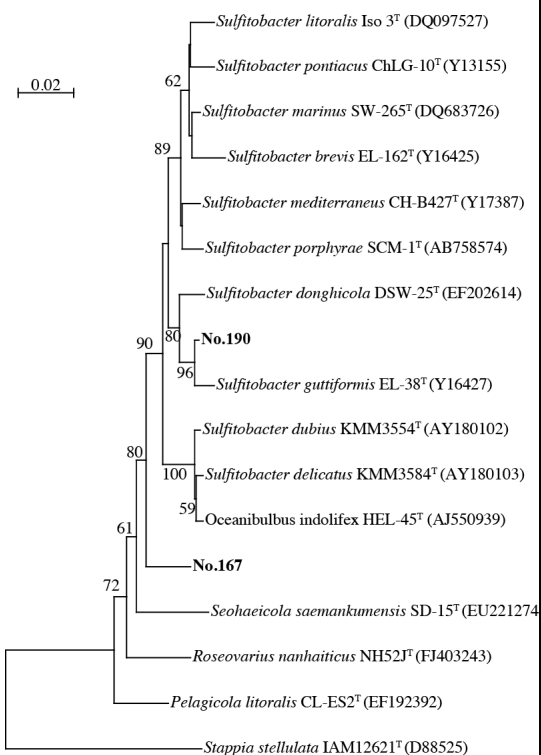 Sulfitobacter litoralis Iso 3ᵀ (DQ097527)
Sulfitobacter pontiacus ChLG-10ᵀ (Y13155)
0.02
62
Sulfitobacter marinus SW-265ᵀ (DQ683726)
89
Sulfitobacter brevis EL-162ᵀ (Y16425)
Sulfitobacter mediterraneus CH-B427ᵀ (Y17387)
Sulfitobacter porphyrae SCM-1ᵀ (AB758574)
Sulfitobacter donghicola DSW-25ᵀ (EF202614)
80
No.190
90
96
Sulfitobacter guttiformis EL-38ᵀ (Y16427)
Sulfitobacter dubius KMM3554ᵀ (AY180102)
80
100
Sulfitobacter delicatus KMM3584ᵀ (AY180103)
59
Oceanibulbus indolifex HEL-45ᵀ (AJ550939)
61
No.167
72
Seohaeicola saemankumensis SD-15ᵀ (EU221274
Roseovarius nanhaiticus NH52Jᵀ (FJ403243)
Pelagicola litoralis CL-ES2ᵀ (EF192392)
Stappia stellulata IAM12621ᵀ (D88525)